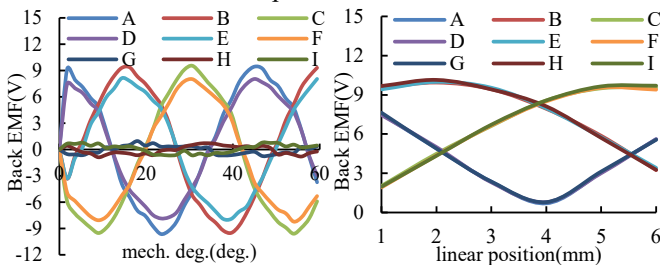 15
12
9
6
3
0
-3
-6
-9
-12
Back EMF(V)
A B C
D E F
G H I
0 20 40 60
mech. deg.(deg.)
15
12
9
6
3
0
Back EMF(V)
A B C
D E F
G H I
1 2 3 4 5 6
linear position(mm)